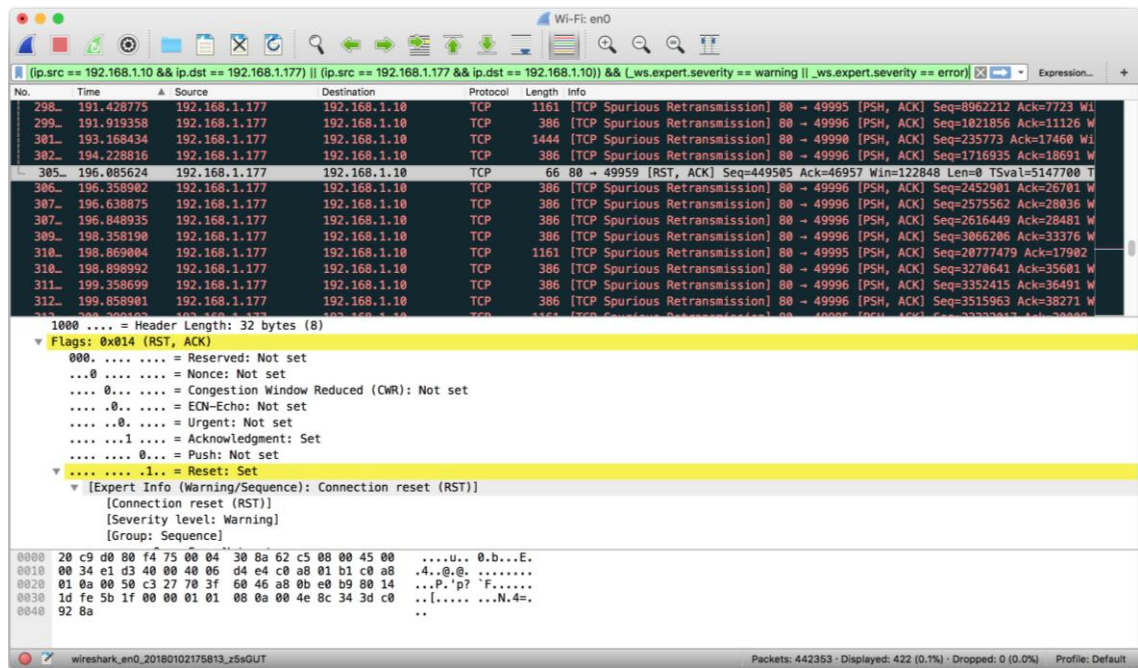 Wi-Fi: en0
(ip.src == 192.168.1.10 && ip.dst == 192.168.1.177) || (ip.src == 192.168.1.177 && ip.dst == 192.168.1.10)) && (_ws.expert.severity == warning || _ws.expert.severity == error) Expression... +
No. Time Source Destination Protocol Length Info
298… 191.428775 192.168.1.177 192.168.1.10 TCP 1161 [TCP Spurious Retransmission] 80 → 49995 [PSH, ACK] Seq=8962212 Ack=7723 Wi
299… 191.919358 192.168.1.177 192.168.1.10 TCP 386 [TCP Spurious Retransmission] 80 → 49996 [PSH, ACK] Seq=1021856 Ack=11126 W
301… 193.168434 192.168.1.177 192.168.1.10 TCP 1444 [TCP Spurious Retransmission] 80 → 49990 [PSH, ACK] Seq=235773 Ack=17460 Wi
302… 194.228816 192.168.1.177 192.168.1.10 TCP 386 [TCP Spurious Retransmission] 80 → 49996 [PSH, ACK] Seq=1716935 Ack=18691 W
305… 196.085624 192.168.1.177 192.168.1.10 TCP 66 80 → 49959 [RST, ACK] Seq=449505 Ack=46957 Win=122848 Len=0 TSval=5147700 T
306… 196.358902 192.168.1.177 192.168.1.10 TCP 386 [TCP Spurious Retransmission] 80 → 49996 [PSH, ACK] Seq=2452901 Ack=26701 W
307… 196.638875 192.168.1.177 192.168.1.10 TCP 386 [TCP Spurious Retransmission] 80 → 49996 [PSH, ACK] Seq=2575562 Ack=28036 W
307… 196.848935 192.168.1.177 192.168.1.10 TCP 386 [TCP Spurious Retransmission] 80 → 49996 [PSH, ACK] Seq=2616449 Ack=28481 W
309… 198.358190 192.168.1.177 192.168.1.10 TCP 386 [TCP Spurious Retransmission] 80 → 49996 [PSH, ACK] Seq=3066206 Ack=33376 W
310… 198.869004 192.168.1.177 192.168.1.10 TCP 1161 [TCP Spurious Retransmission] 80 → 49995 [PSH, ACK] Seq=20777479 Ack=17902
310… 198.898992 192.168.1.177 192.168.1.10 TCP 386 [TCP Spurious Retransmission] 80 → 49996 [PSH, ACK] Seq=3270641 Ack=35601 W
311… 199.358699 192.168.1.177 192.168.1.10 TCP 386 [TCP Spurious Retransmission] 80 → 49996 [PSH, ACK] Seq=3352415 Ack=36491 W
312… 199.858901 192.168.1.177 192.168.1.10 TCP 386 [TCP Spurious Retransmission] 80 → 49996 [PSH, ACK] Seq=3515963 Ack=38271 W
1000 .... = Header Length: 32 bytes (8)
Flags: 0x014 (RST, ACK)
000. .... .... = Reserved: Not set
...0 .... .... = Nonce: Not set
.... 0... .... = Congestion Window Reduced (CWR): Not set
.... .0.. .... = ECN-Echo: Not set
.... ..0. .... = Urgent: Not set
.... ...1 .... = Acknowledgment: Set
.... .... 0... = Push: Not set
.... .... .1.. = Reset: Set
[Expert Info (Warning/Sequence): Connection reset (RST)]
[Connection reset (RST)]
[Severity level: Warning]
[Group: Sequence]
0000 20 c9 d0 80 f4 75 00 04 30 8a 62 c5 08 00 45 00 ....u.. 0.b...E.
0010 00 34 e1 d3 40 00 40 06 d4 e4 c0 a8 01 b1 c0 a8 .4..@.@. ........
0020 01 0a 00 50 c3 27 70 3f 60 46 a8 0b e0 b9 80 14 ...P.'p? `F......
0030 1d fe 5b 1f 00 00 01 01 08 0a 00 4e 8c 34 3d c0 ..[..... ...N.4=.
0040 92 8a ..
wireshark_en0_20180102175813_z5sGUT Packets: 442353 · Displayed: 422 (0.1%) · Dropped: 0 (0.0%) Profile: Default